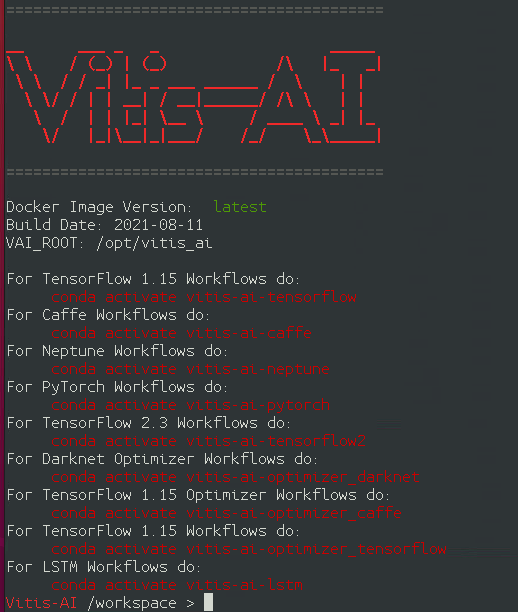 ==========================================
Vitis-AI
==========================================
Docker Image Version:  latest
Build Date: 2021-08-11
VAI_ROOT: /opt/vitis_ai
For TensorFlow 1.15 Workflows do:
conda activate vitis-ai-tensorflow
For Caffe Workflows do:
conda activate vitis-ai-caffe
For Neptune Workflows do:
conda activate vitis-ai-neptune
For PyTorch Workflows do:
conda activate vitis-ai-pytorch
For TensorFlow 2.3 Workflows do:
conda activate vitis-ai-tensorflow2
For Darknet Optimizer Workflows do:
conda activate vitis-ai-optimizer_darknet
For TensorFlow 1.15 Optimizer Workflows do:
conda activate vitis-ai-optimizer_caffe
For TensorFlow 1.15 Workflows do:
conda activate vitis-ai-optimizer_tensorflow
For LSTM Workflows do:
conda activate vitis-ai-lstm
Vitis-AI /workspace >